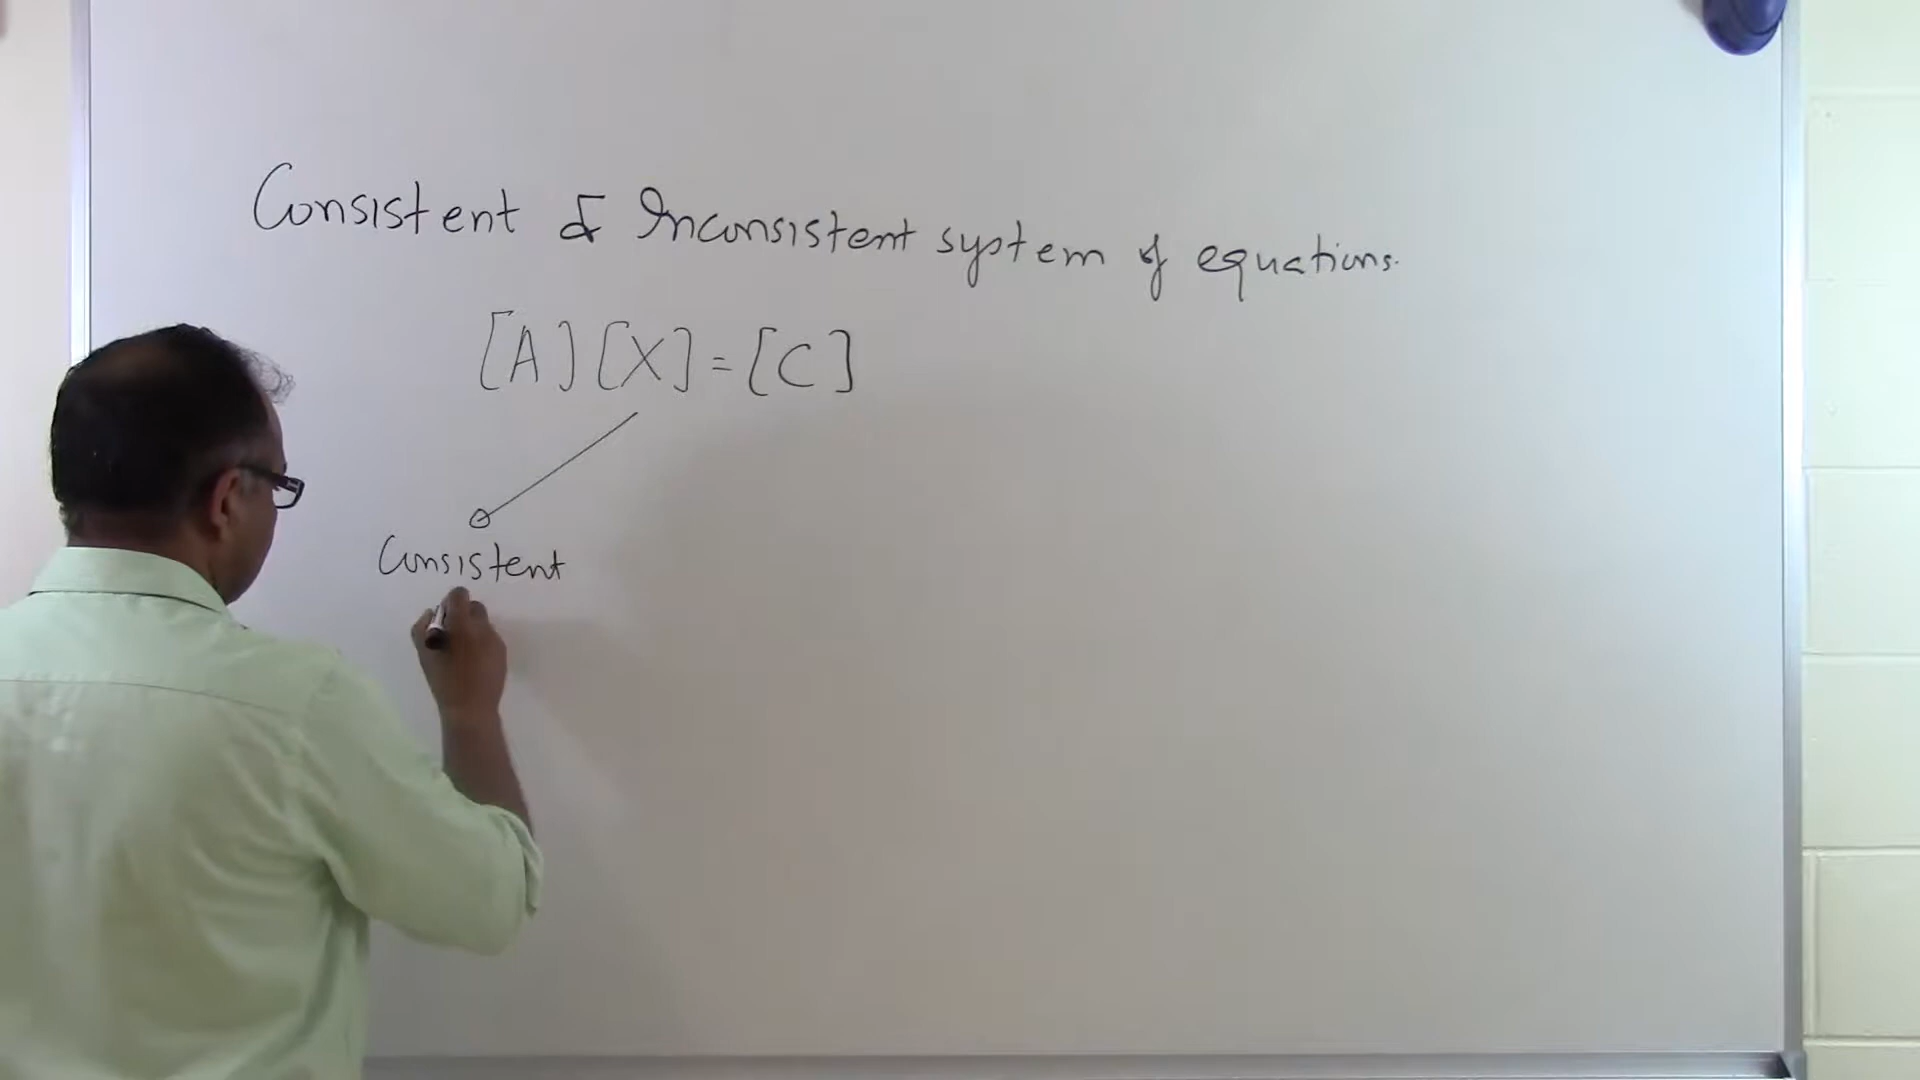 Consistent & Inconsistent system of equations.
[A][X]=[C]
Consistent